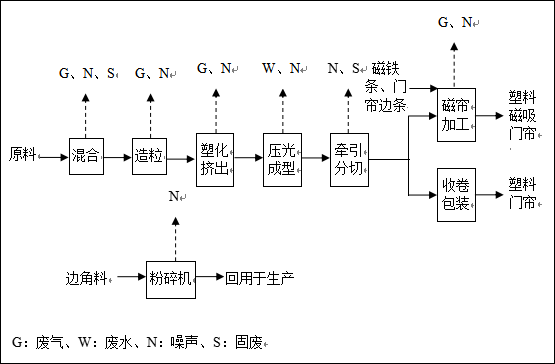 G、N
G、N、S
G、N
G、N
W、N
N、S
磁铁
条、门
帘边条
原料
混合
造粒
塑化
挤出
压光
成型
牵引
分切
磁帘
加工
塑料
磁吸
门帘
收卷
包装
塑料
门帘
N
边角料
粉碎机
回用于生产
G：废气、W：废水、N：噪声、S：固废